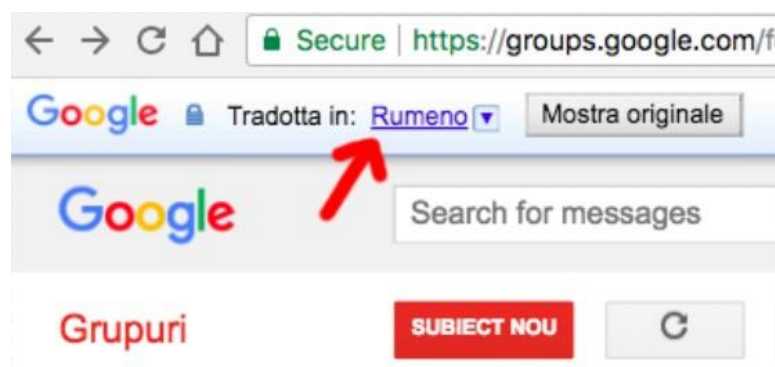 Secure | https://groups.google.com/f
Google Tradotta in: Rumeno Mostra originale
Google Search for messages
Grupuri SUBIECT NOU